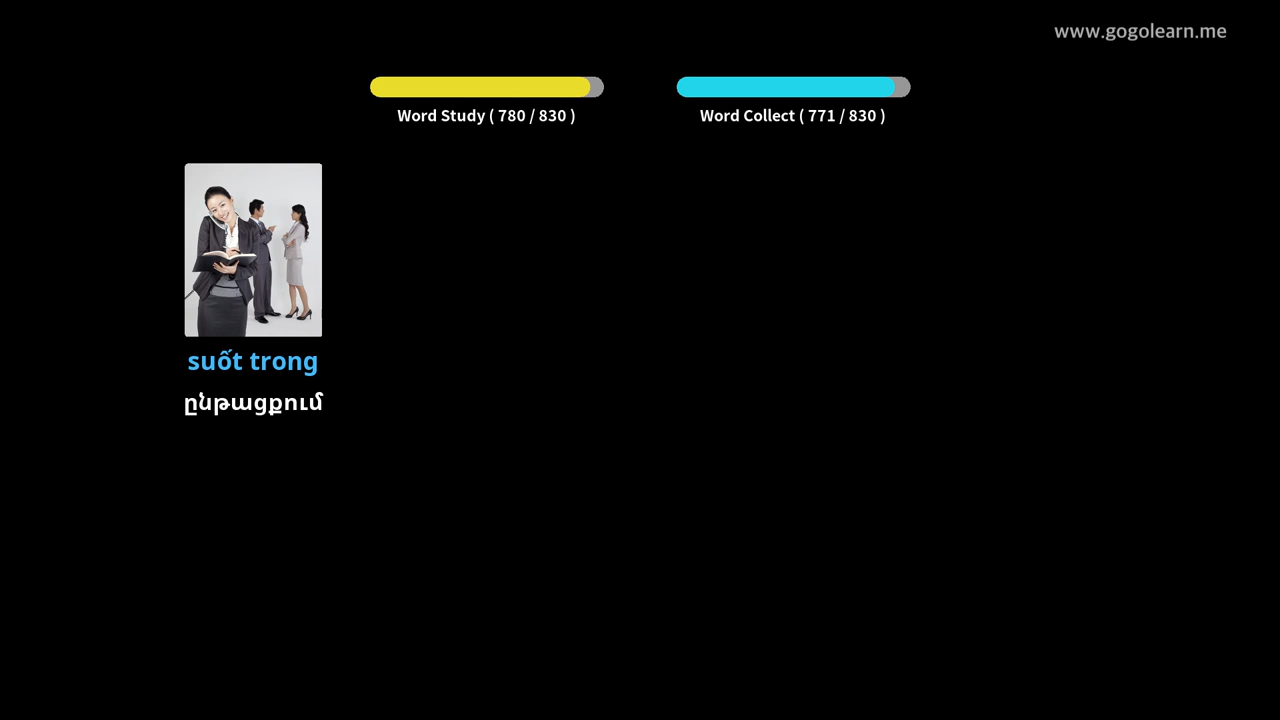 www.gogolearn.me
Word Study ( 780 / 830 )
Word Collect ( 771 / 830 )
suốt trong
ընթացքում